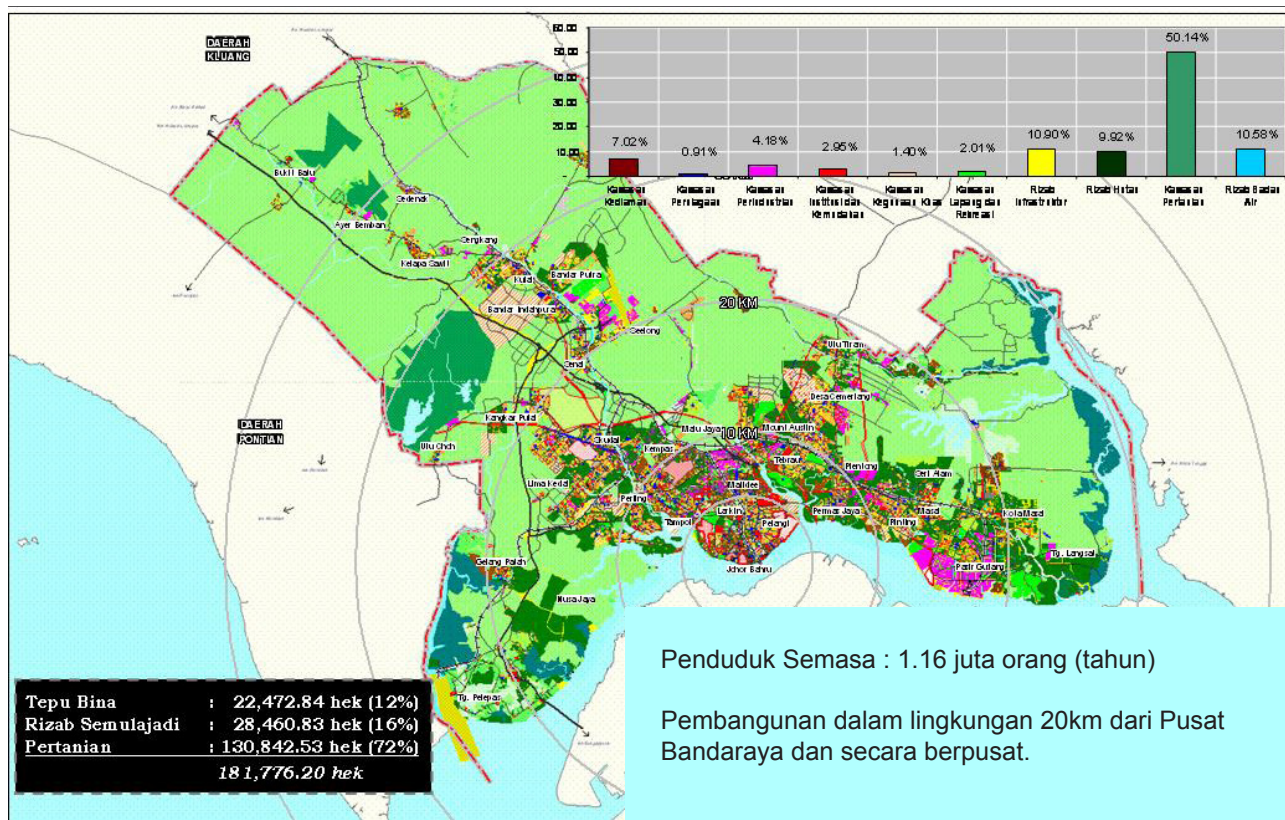 DAERAH
KLUANG
60.00
50.00
40.00
30.00
20.00
10.00
7.02%
0.91%
4.18%
2.95%
1.40%
2.01%
10.90%
9.92%
50.14%
10.58%
Kawasan
Kediaman
Kawasan
Perniagaan
Kawasan
Perindustrian
Kawasan
Institusi dan
Kemudahan
Kawasan
Kegunaan Khas
Kawasan
Lapang dan
Rekreasi
Rizab
Infrastruktur
Rizab Hutan
Kawasan
Pertanian
Rizab Badan
Air
Bukit Batu
Sedenak
Ayer Bemban
Sengkang
Kelapa Sawit
Kulai
Bandar Putra
Bandar Indahpura
20 KM
Seelong
Senai
Ulu Tiram
Desa Cemerlang
Kangkar Pulai
DAERAH
PONTIAN
Ulu Choh
Skudai
Kempas
Maju Jaya
10 KM
Mount Austin
Tebrau
Plentong
Seri Alam
Lima Kedai
Perling
Tampoi
Larkin
Pelangi
Permas Jaya
Masai
Kota Masai
Gelang Patah
Johor Bahru
Pasir Gudang
Tg. Langsat
Nusa Jaya
Tg. Pelepas
Tepu Bina : 22,472.84 hek (12%)
Rizab Semulajadi : 28,460.83 hek (16%)
Pertanian : 130,842.53 hek (72%)
181,776.20 hek
Penduduk Semasa : 1.16 juta orang (tahun)
Pembangunan dalam lingkungan 20km dari Pusat
Bandaraya dan secara berpusat.